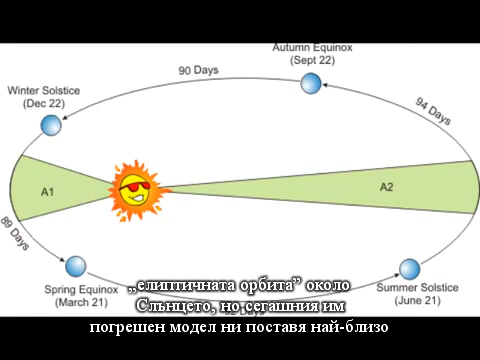 Autumn Equinox
(Sept 22)
90 Days
Winter Solstice
(Dec 22)
94 Days
A1
A2
89 Days
Spring Equinox
(March 21)
Summer Solstice
(June 21)
„елиптичната орбита” около
Слънцето, но сегашния им
погрешен модел ни поставя най-близо